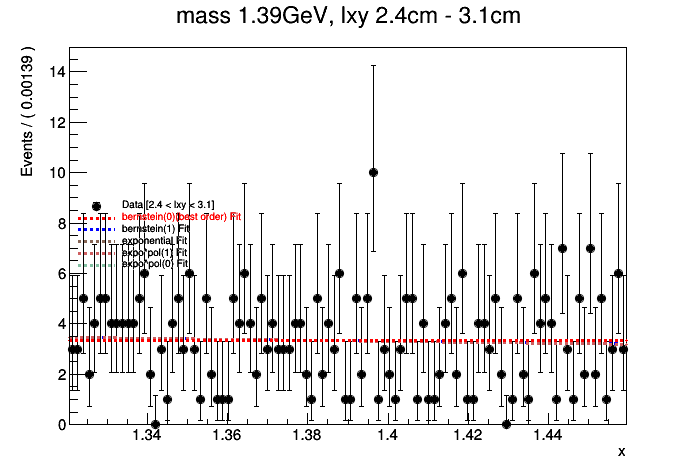 mass 1.39GeV, lxy 2.4cm - 3.1cm
Events / ( 0.00139 )
14
12
10
8
6
4
2
0
Data [2.4 < lxy < 3.1]
bernstein(0)(best order) Fit
bernstein(1) Fit
exponential Fit
expo*pol(1) Fit
expo*pol(0) Fit
1.34
1.36
1.38
1.4
1.42
1.44
x